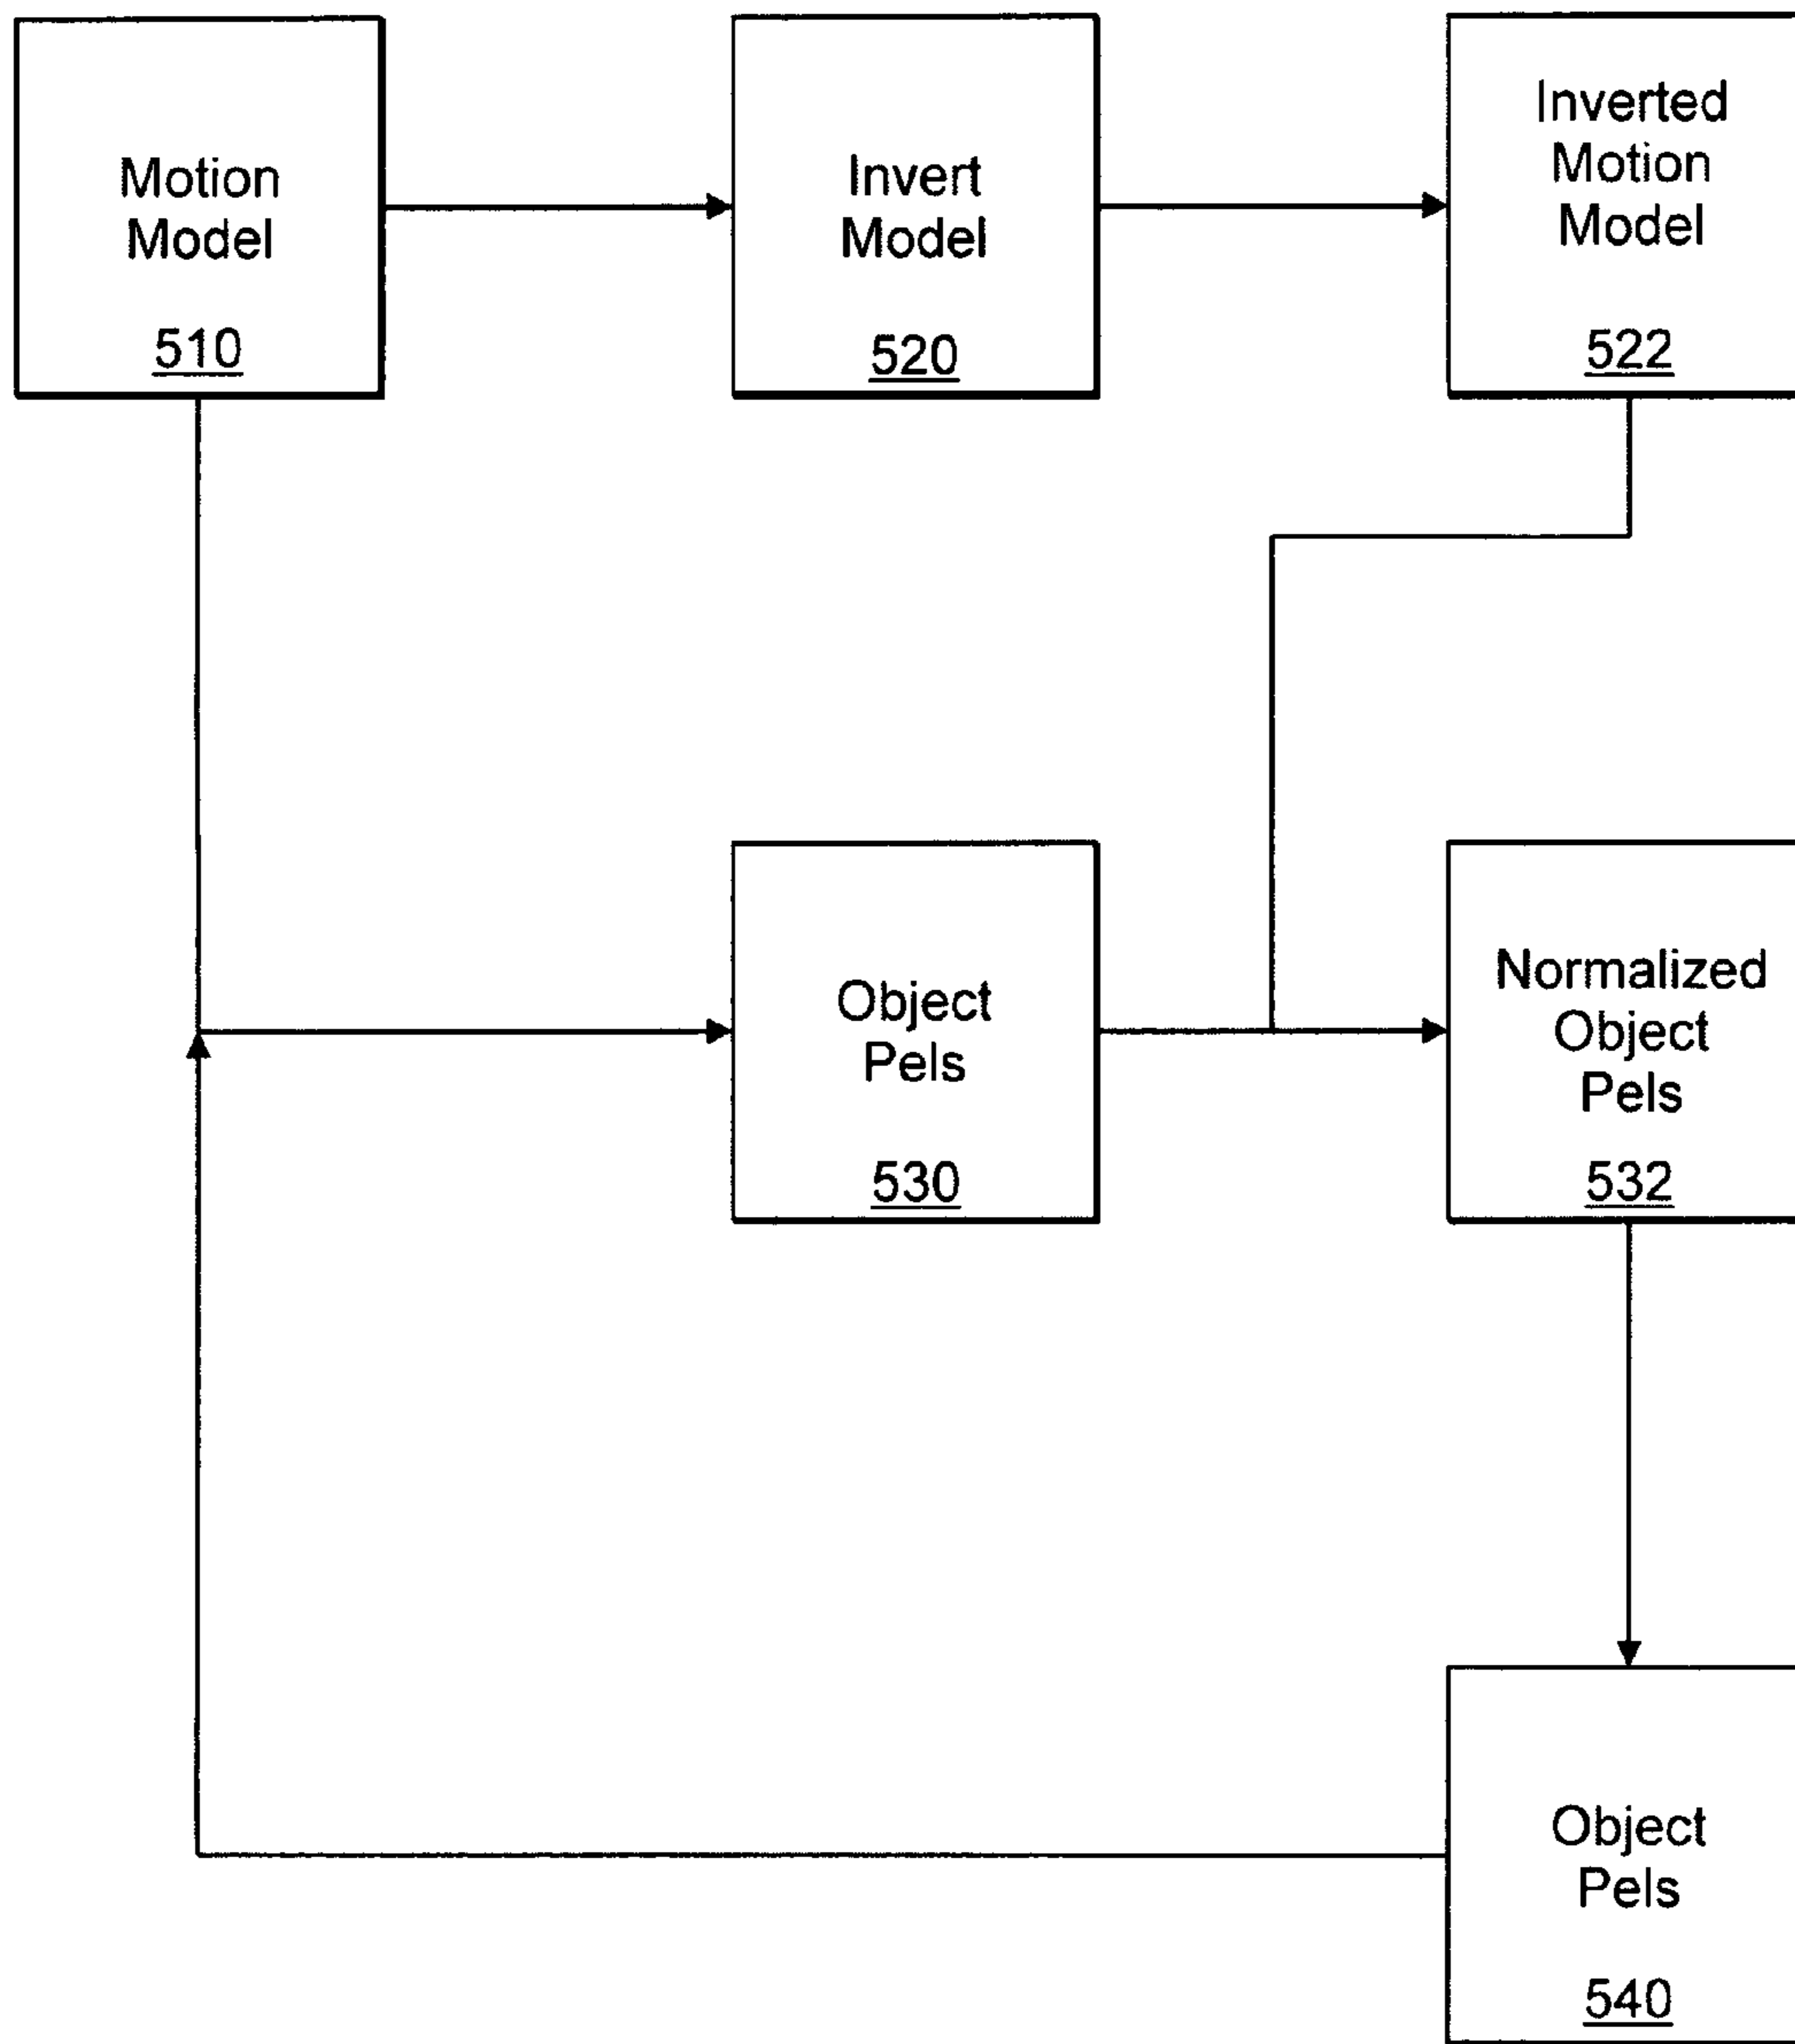 Motion
Model
510
Invert
Model
520
Inverted
Motion
Model
522
Object
Pels
530
Normalized
Object
Pels
532
Object
Pels
540